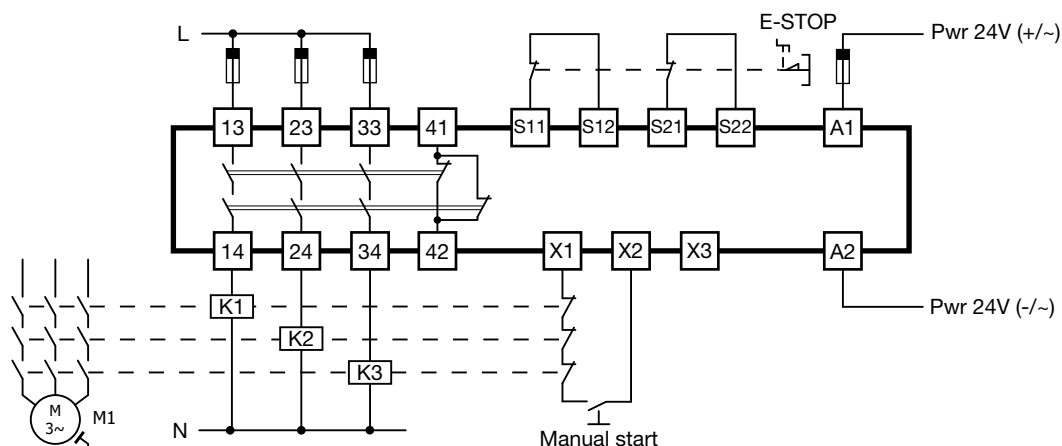 E-STOP
L
Pwr 24V (+/~)
13 23 33 41 S11 S12 S21 S22 A1
14 24 34 42 X1 X2 X3 A2
K1
Pwr 24V (-/~)
K2
K3
M
3~
M1
N
Manual start